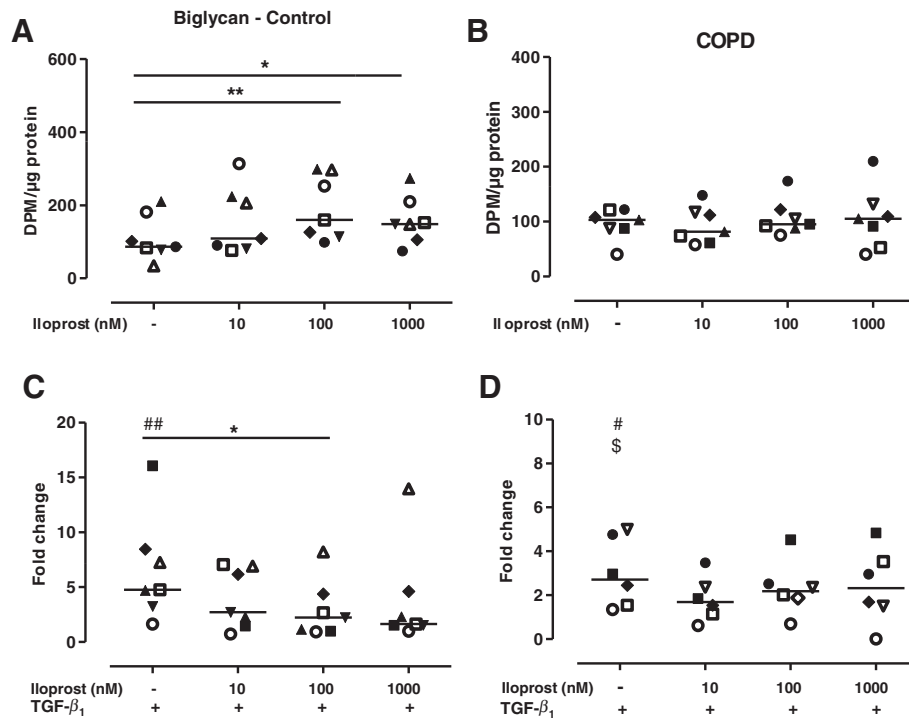 A
Biglycan - Control
600
400
200
0
DPM/µg protein
*
**
Iloprost (nM) - 10 100 1000
B
COPD
400
300
200
100
0
DPM/µg protein
Iloprost (nM) - 10 100 1000
C
20
15
10
5
0
Fold change
##
*
Iloprost (nM) - 10 100 1000
TGF-β1 + + + +
D
10
8
6
4
2
0
Fold change
#
$
Iloprost (nM) - 10 100 1000
TGF-β1 + + + +